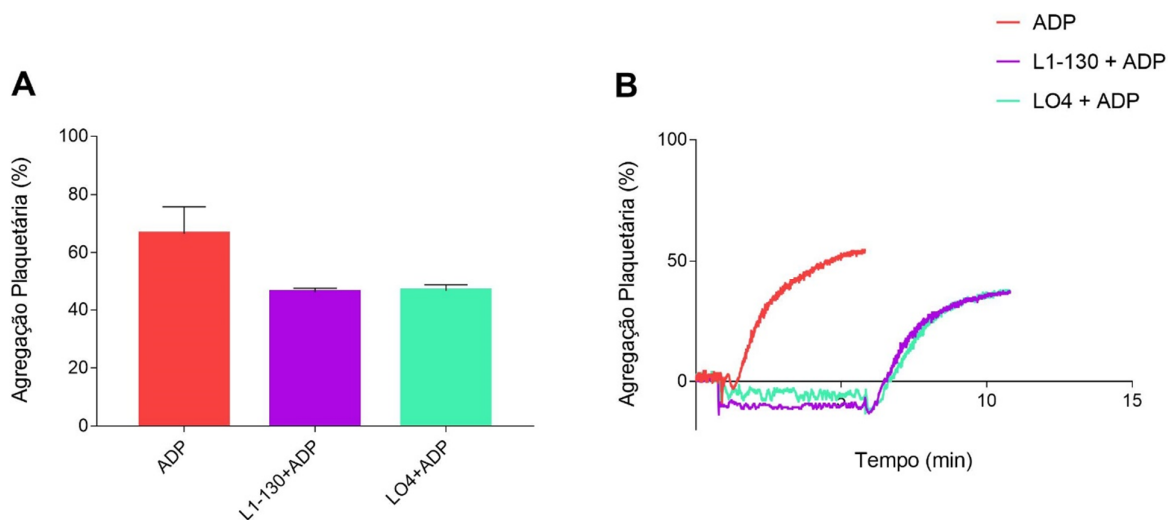 A
Agregação Plaquetária (%)
100
80
60
40
20
0
ADP
L1-130+ADP
LO4+ADP
B
ADP
L1-130 + ADP
LO4 + ADP
Agregação Plaquetária (%)
100
50
0
5
10
15
Tempo (min)